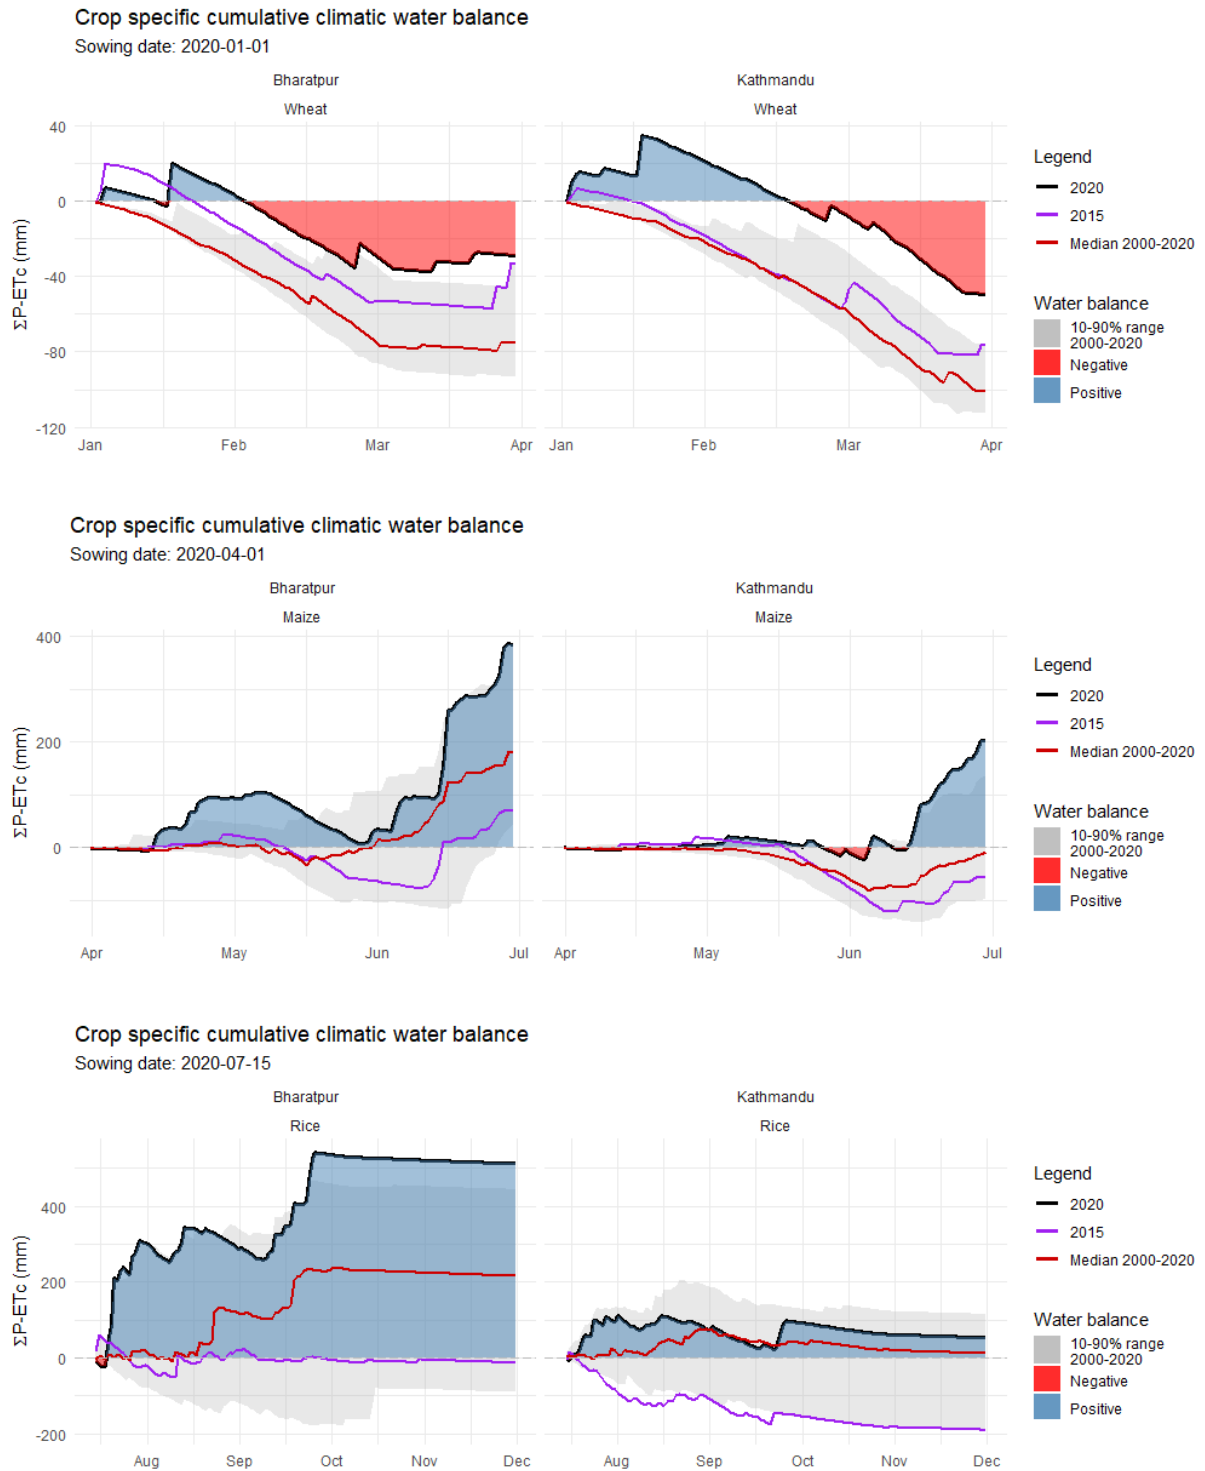 Crop specific cumulative climatic water balance
Sowing date: 2020-01-01
Bharatpur
Kathmandu
Wheat
Wheat
40
0
-40
-80
-120
ΣP-ETc (mm)
Jan
Feb
Mar
Apr
Jan
Feb
Mar
Apr
Legend
2020
2015
Median 2000-2020
Water balance
10-90% range
2000-2020
Negative
Positive
Crop specific cumulative climatic water balance
Sowing date: 2020-04-01
Bharatpur
Kathmandu
Maize
Maize
400
200
0
ΣP-ETc (mm)
Apr
May
Jun
Jul
Apr
May
Jun
Jul
Legend
2020
2015
Median 2000-2020
Water balance
10-90% range
2000-2020
Negative
Positive
Crop specific cumulative climatic water balance
Sowing date: 2020-07-15
Bharatpur
Kathmandu
Rice
Rice
400
200
0
-200
ΣP-ETc (mm)
Aug
Sep
Oct
Nov
Dec
Aug
Sep
Oct
Nov
Dec
Legend
2020
2015
Median 2000-2020
Water balance
10-90% range
2000-2020
Negative
Positive